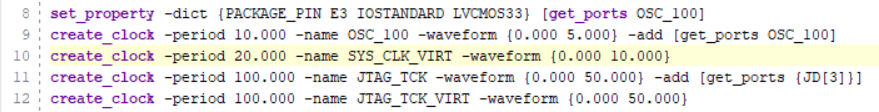 8 set_property -dict {PACKAGE_PIN E3 IOSTANDARD LVCMOS33} [get_ports OSC_100]
9 create_clock -period 10.000 -name OSC_100 -waveform {0.000 5.000} -add [get_ports OSC_100]
10 create_clock -period 20.000 -name SYS_CLK_VIRT -waveform {0.000 10.000}
11 create_clock -period 100.000 -name JTAG_TCK -waveform {0.000 50.000} -add [get_ports {JD[3]}]
12 create_clock -period 100.000 -name JTAG_TCK_VIRT -waveform {0.000 50.000}